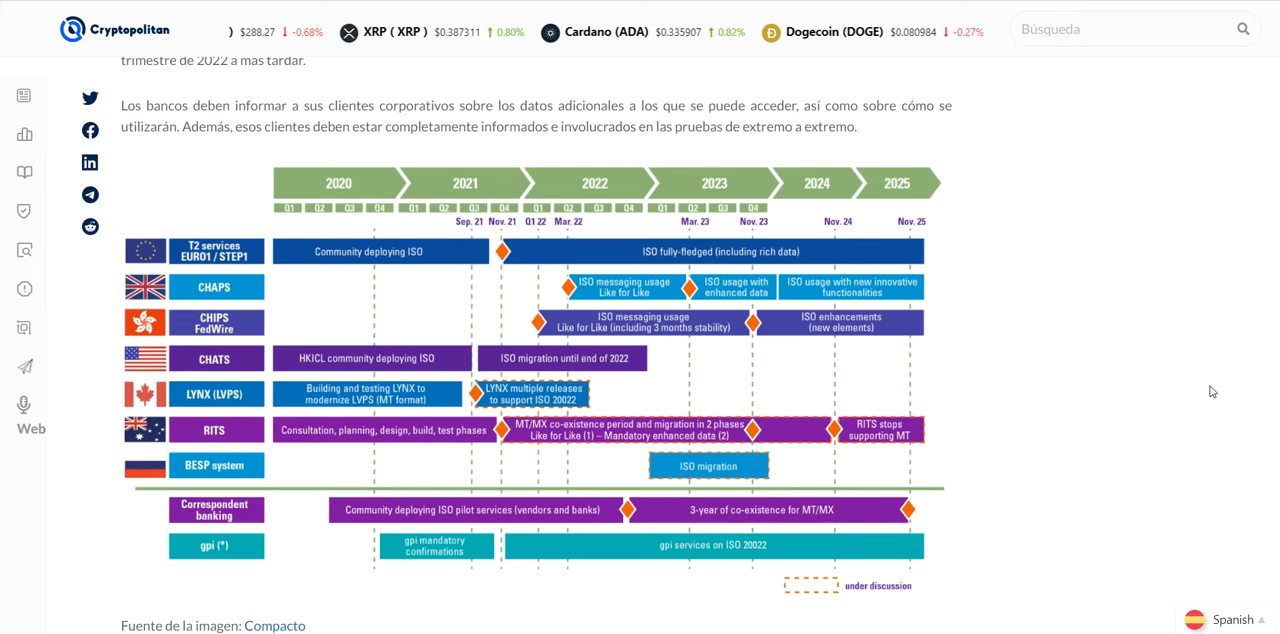 Cryptopolitan
) $288.27 ↓ -0.68% XRP ( XRP ) $0.387311 ↑ 0.80% Cardano (ADA) $0.335907 ↑ 0.82% Dogecoin (DOGE) $0.080984 ↓ -0.27%
Búsqueda
trimestre de 2022 a más tardar.
Los bancos deben informar a sus clientes corporativos sobre los datos adicionales a los que se puede acceder, así como sobre cómo se
utilizarán. Además, esos clientes deben estar completamente informados e involucrados en las pruebas de extremo a extremo.
2020 2021 2022 2023 2024 2025
Q1 Q2 Q3 Q4 Q1 Q2 Q3 Q4 Q1 Q2 Q3 Q4 Q1 Q2 Q3 Q4
Sep. 21 Nov. 21 Q1 22 Mar. 22 Mar. 23 Nov. 23 Nov. 24 Nov. 25
T2 services
EURO1 / STEP1
Community deploying ISO
ISO fully-fledged (including rich data)
CHAPS
ISO messaging usage
Like for Like
ISO usage with
enhanced data
ISO usage with new innovative
functionalities
CHIPS
FedWire
ISO messaging usage
Like for Like (including 3 months stability)
ISO enhancements
(new elements)
CHATS
HKICL community deploying ISO
ISO migration until end of 2022
LYNX (LVPS)
Building and testing LYNX to
modernize LVPS (MT format)
LYNX multiple releases
to support ISO 20022
RITS
Consultation, planning, design, build, test phases
MT/MX co-existence period and migration in 2 phases
Like for Like (1) – Mandatory enhanced data (2)
RITS stops
supporting MT
BESP system
ISO migration
Correspondent
banking
Community deploying ISO pilot services (vendors and banks)
3-year of co-existence for MT/MX
gpi (*)
gpi mandatory
confirmations
gpi services on ISO 20022
under discussion
Web
Fuente de la imagen: Compacto
Spanish